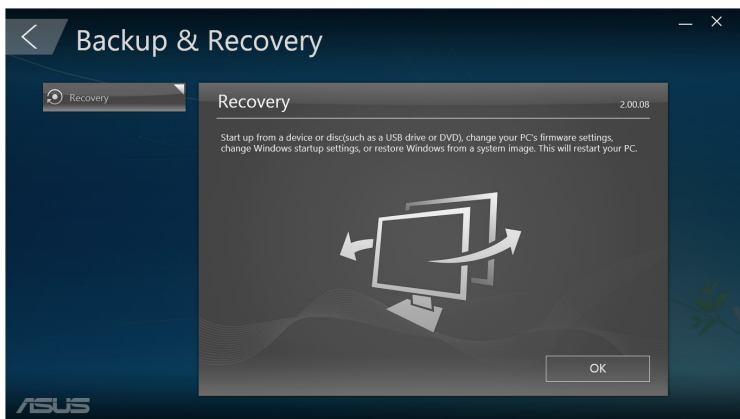 Backup & Recovery
Recovery
Recovery
2.00.08
Start up from a device or disc(such as a USB drive or DVD), change your PC's firmware settings,
change Windows startup settings, or restore Windows from a system image. This will restart your PC.
OK
ASUS